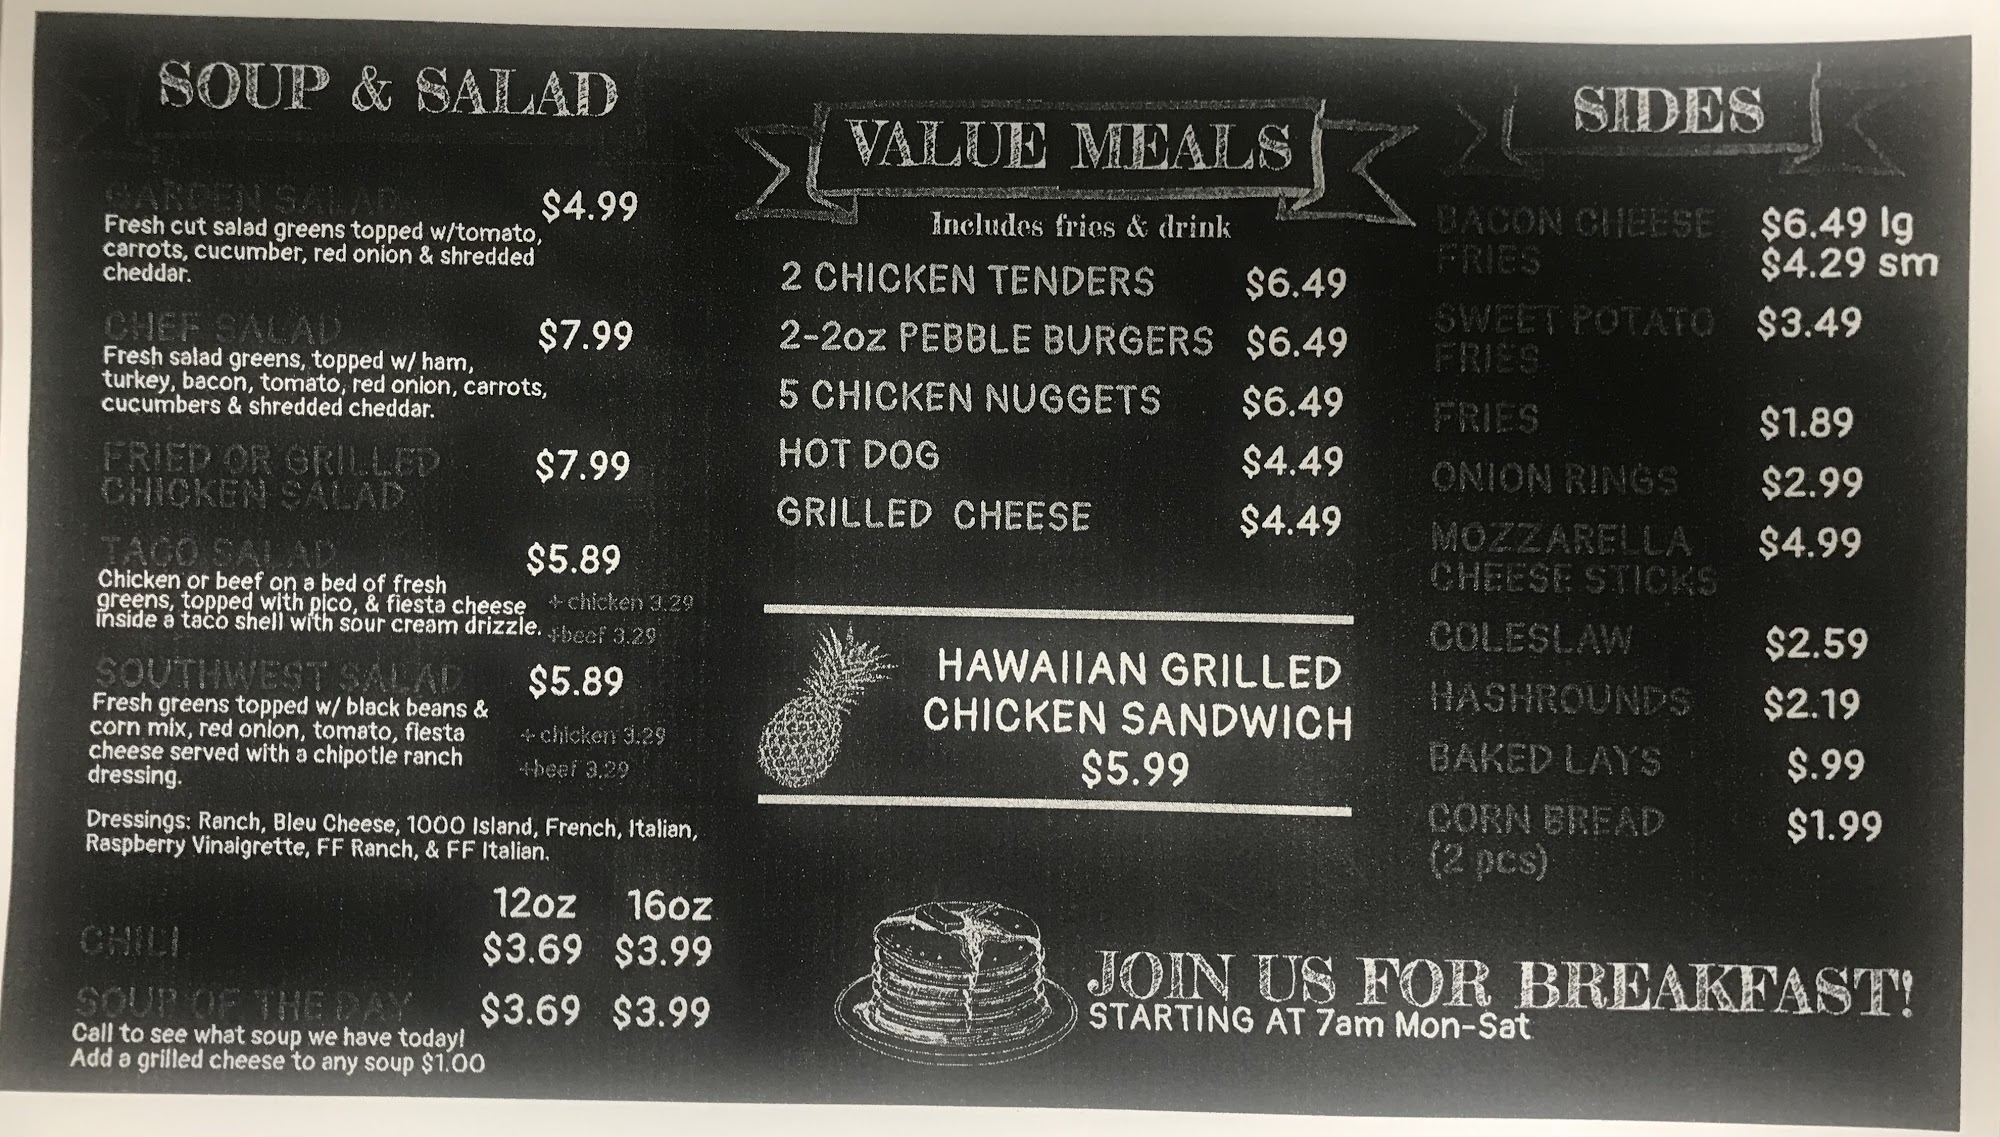 SOUP & SALAD
GARDEN SALAD $4.99
Fresh cut salad greens topped w/tomato,
carrots, cucumber, red onion & shredded
cheddar.
CHEF SALAD $7.99
Fresh salad greens, topped w/ ham,
turkey, bacon, tomato, red onion, carrots,
cucumbers & shredded cheddar.
FRIED OR GRILLED $7.99
CHICKEN SALAD
TACO SALAD $5.89
Chicken or beef on a bed of fresh
greens, topped with pico, & fiesta cheese + chicken 3.29
inside a taco shell with sour cream drizzle. +beef 3.29
SOUTHWEST SALAD $5.89
Fresh greens topped w/ black beans &
corn mix, red onion, tomato, fiesta + chicken 3.29
cheese served with a chipotle ranch +beef 3.29
dressing.
Dressings: Ranch, Bleu Cheese, 1000 Island, French, Italian,
Raspberry Vinaigrette, FF Ranch, & FF Italian.
12oz 16oz
CHILI $3.69 $3.99
SOUP OF THE DAY $3.69 $3.99
Call to see what soup we have today!
Add a grilled cheese to any soup $1.00
VALUE MEALS
Includes fries & drink
2 CHICKEN TENDERS $6.49
2-2oz PEBBLE BURGERS $6.49
5 CHICKEN NUGGETS $6.49
HOT DOG $4.49
GRILLED CHEESE $4.49
HAWAIIAN GRILLED
CHICKEN SANDWICH
$5.99
JOIN US FOR BREAKFAST!
STARTING AT 7am Mon-Sat
SIDES
BACON CHEESE $6.49 lg
FRIES $4.29 sm
SWEET POTATO $3.49
FRIES
FRIES $1.89
ONION RINGS $2.99
MOZZARELLA $4.99
CHEESE STICKS
COLESLAW $2.59
HASHROUNDS $2.19
BAKED LAYS $.99
CORN BREAD $1.99
(2 pcs)